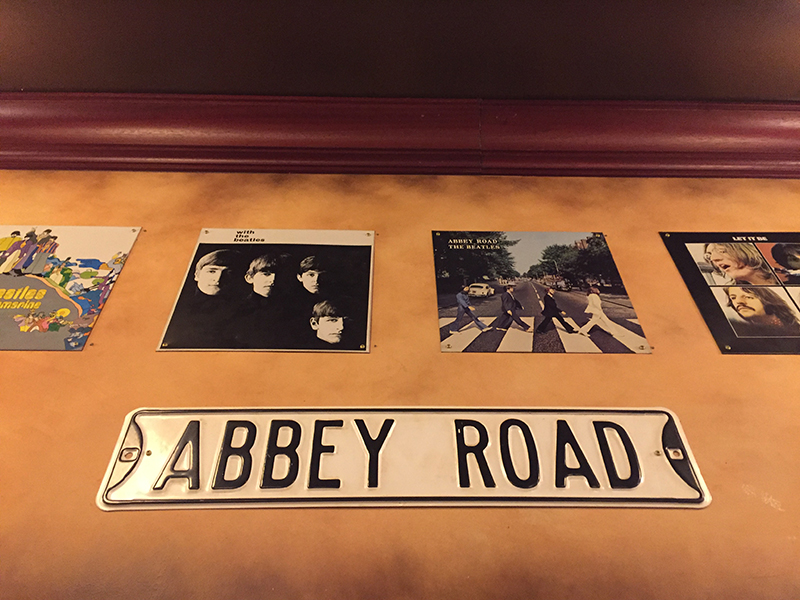 with
the
beatles
ABBEY ROAD
THE BEATLES
LET IT BE
ABBEY ROAD